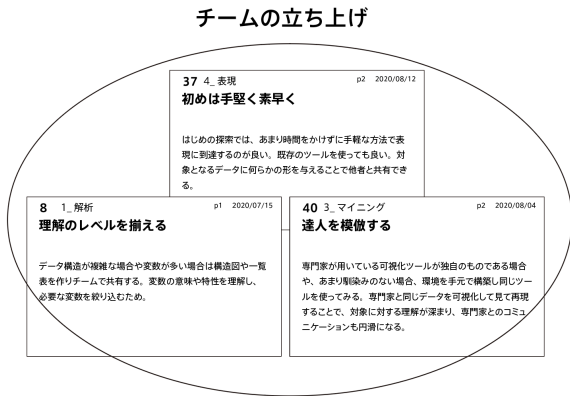 チームの立ち上げ
37 4_ 表現 p2 2020/08/12
初めは手堅く素早く
はじめの探索では、あまり時間をかけずに手軽な方法で表
現に到達するのが良い。既存のツールを使っても良い。対
象となるデータに何らかの形を与えることで他者と共有でき
る。
8 1_ 解析 p1 2020/07/15
理解のレベルを揃える
データ構造が複雑な場合や変数が多い場合は構造図や一覧
表を作りチームで共有する。変数の意味や特性を理解し、
必要な変数を絞り込むため。
40 3_ マイニング p2 2020/08/04
達人を模倣する
専門家が用いている可視化ツールが独自のものである場合
や、あまり馴染みのない場合、環境を手元で構築し同じツー
ルを使ってみる。専門家と同じデータを可視化して見て再現
することで、対象に対する理解が深まり、専門家とのコミュ
ニケーションも円滑になる。